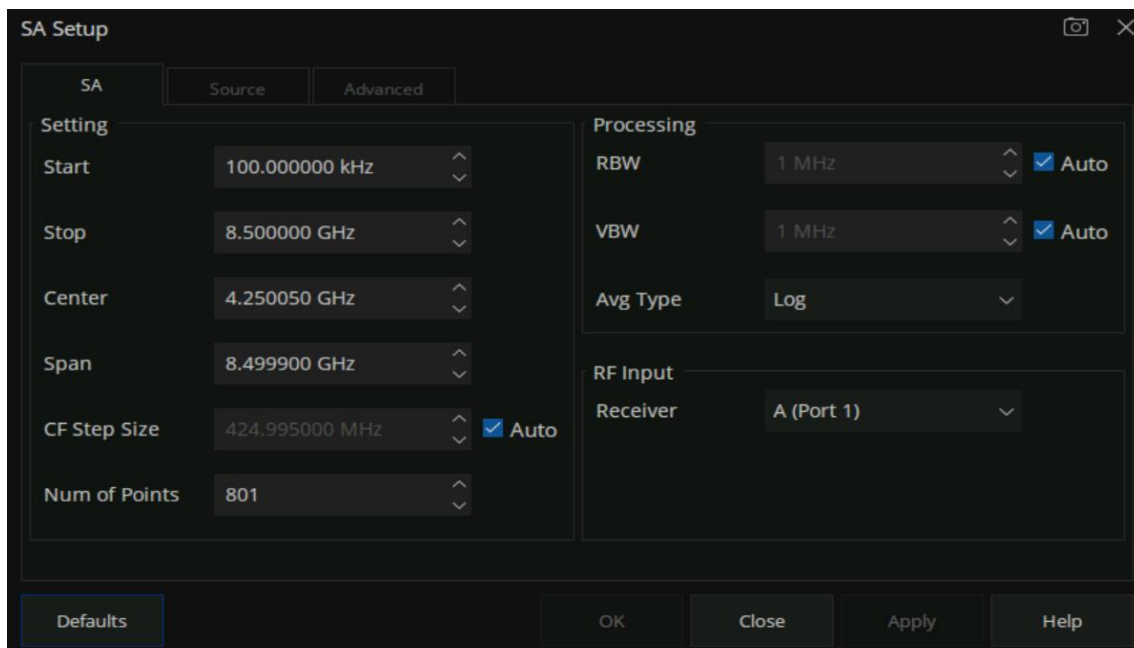 SA Setup
SA
Source
Advanced
Setting
Start
100.000000 kHz
Stop
8.500000 GHz
Center
4.250050 GHz
Span
8.499900 GHz
CF Step Size
424.995000 MHz
Auto
Num of Points
801
Processing
RBW
1 MHz
Auto
VBW
1 MHz
Auto
Avg Type
Log
RF Input
Receiver
A (Port 1)
Defaults
OK
Close
Apply
Help